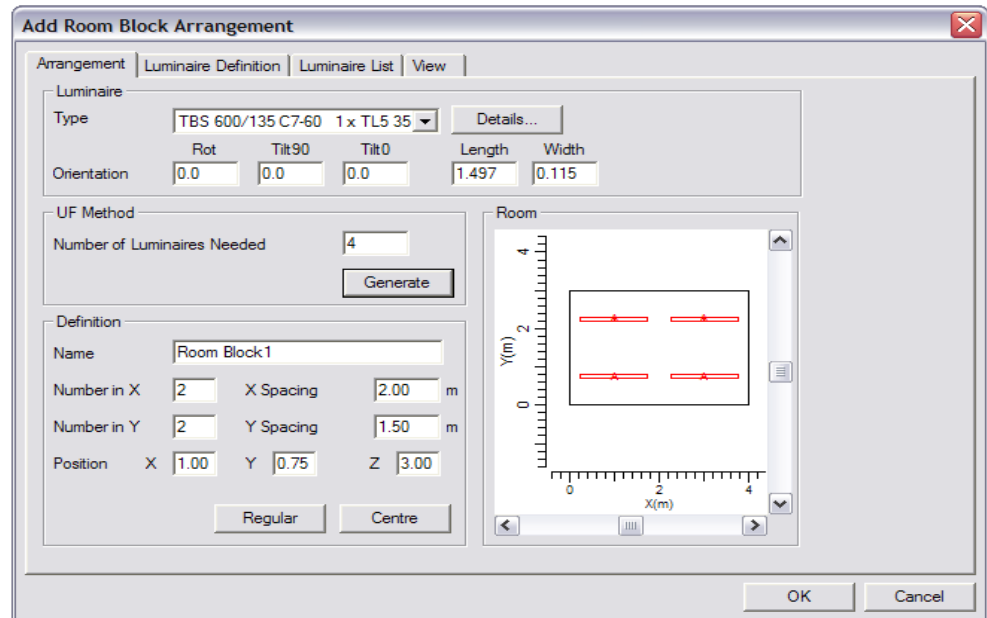 Add Room Block Arrangement
Arrangement Luminaire Definition Luminaire List View
Luminaire
Type TBS 600/135 C7-60 1 x TL5 35 Details...
Rot Tilt90 Tilt0 Length Width
Orientation 0.0 0.0 0.0 1.497 0.115
UF Method
Number of Luminaires Needed 4
Generate
Definition
Name Room Block1
Number in X 2 X Spacing 2.00 m
Number in Y 2 Y Spacing 1.50 m
Position X 1.00 Y 0.75 Z 3.00
Regular Centre
Room
4
2
0
Y(m)
0 2 4
X(m)
OK Cancel